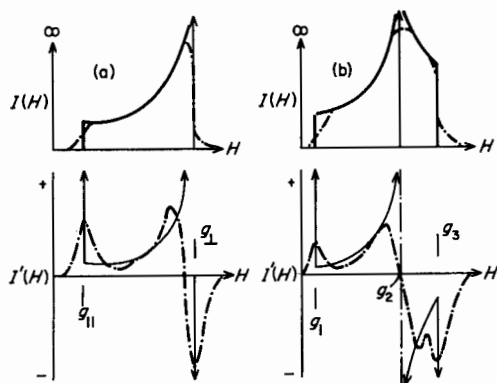 ∞
(a)
I(H)
H
∞
(b)
I(H)
H
+
I'(H)
g⊥
g||
H
−
+
I'(H)
g1
g2
g3
H
−